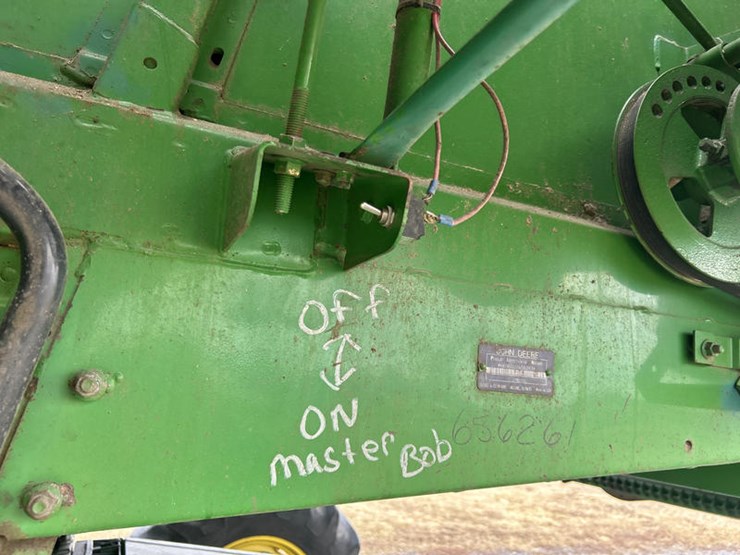 OFF
ON
master Bob 656261
JOHN DEERE